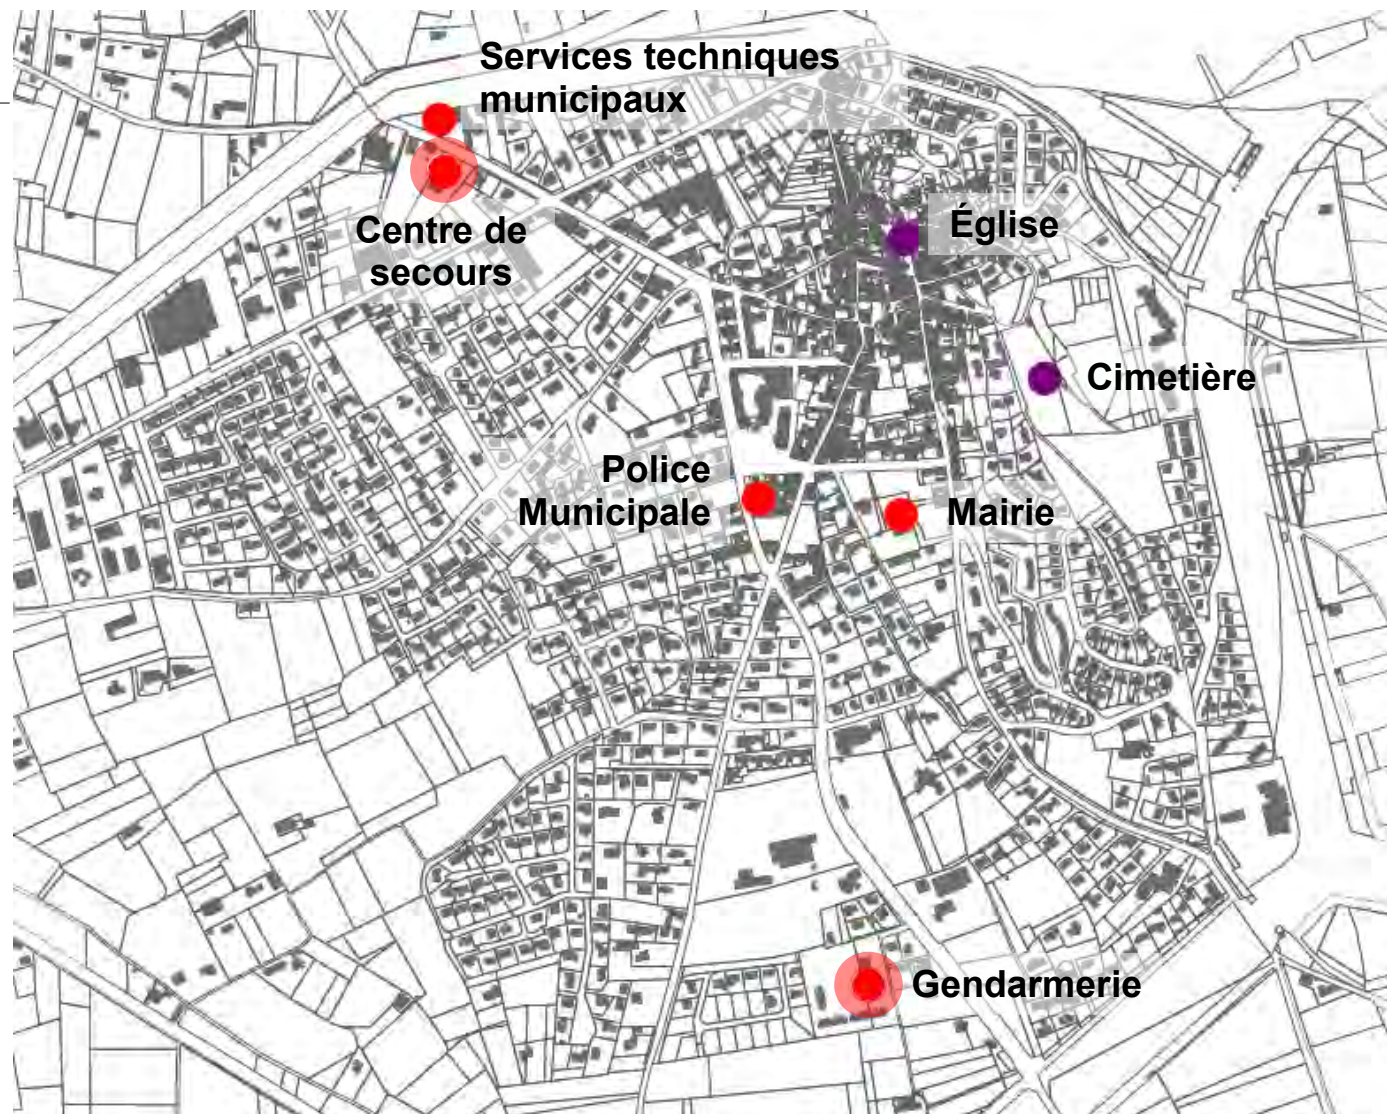 Services techniques
municipaux
Centre de
secours
Église
Cimetière
Police
Municipale
Mairie
Gendarmerie